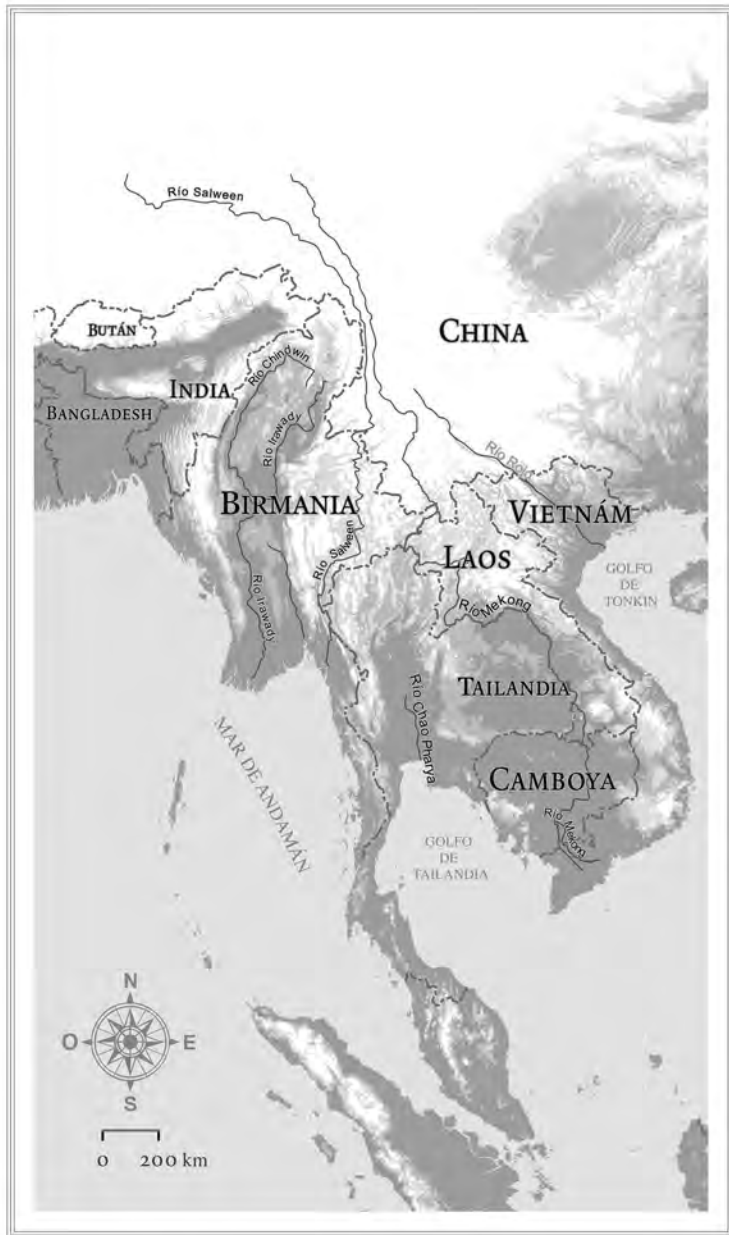 Río Salween
CHINA
BUTÁN
INDIA
Río Chindwin
BANGLADESH
Río Irawady
Río Rojo
BIRMANIA
VIETNÁM
LAOS
Río Salween
GOLFO
DE
TONKIN
Río Irawady
Río Mekong
TAILANDIA
Río Chao Pharya
MAR DE ANDAMÁN
CAMBOYA
Río Mekong
GOLFO
DE
TAILANDIA
N
O
E
S
0 200 km